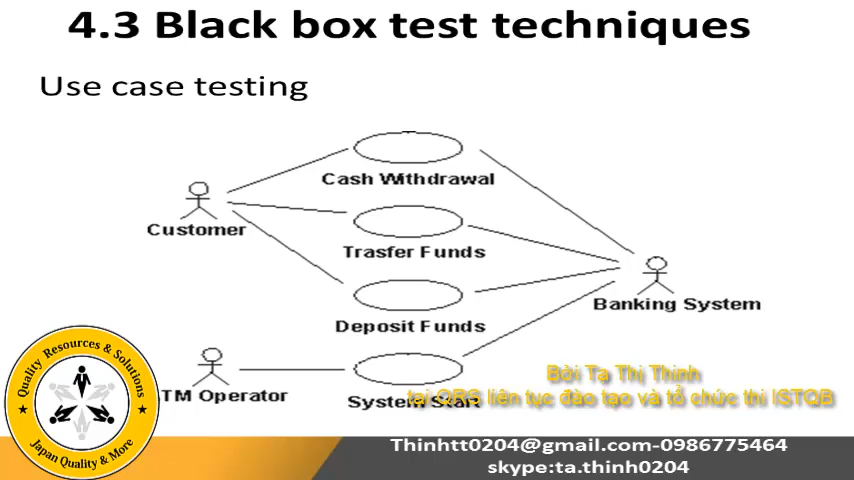 4.3 Black box test techniques
Use case testing
Cash Withdrawal
Customer
Trasfer Funds
Banking System
Deposit Funds
TM Operator
System Start
Bởi Tạ Thị Thinh
tại QRS liên tục đào tạo và tổ chức thi ISTQB
Quality Resources & Solutions
Japan Quality & More
Thinhtt0204@gmail.com-0986775464
skype:ta.thinh0204